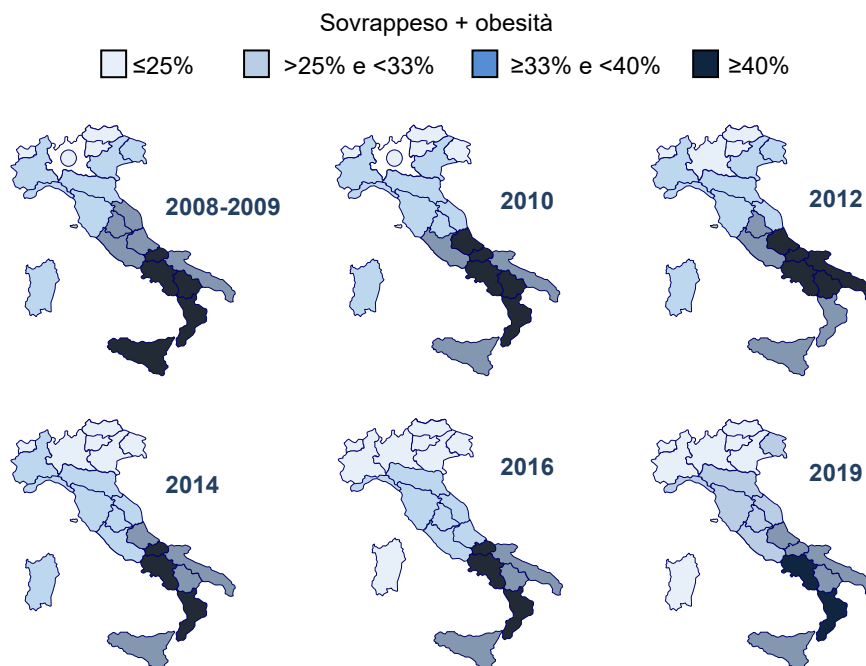 Sovrappeso + obesità
≤25% >25% e <33% ≥33% e <40% ≥40%
2008-2009 2010 2012
2014 2016 2019